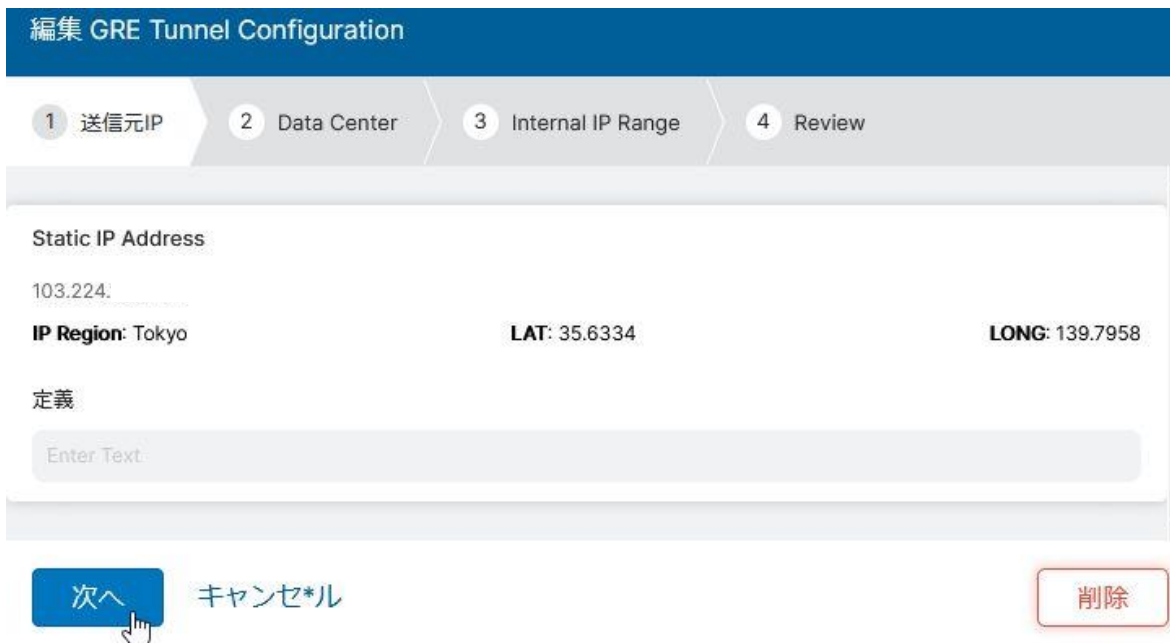 編集 GRE Tunnel Configuration
1 送信元IP 2 Data Center 3 Internal IP Range 4 Review
Static IP Address
103.224.
IP Region: Tokyo LAT: 35.6334 LONG: 139.7958
定義
Enter Text
次へ キャンセ*ル 削除